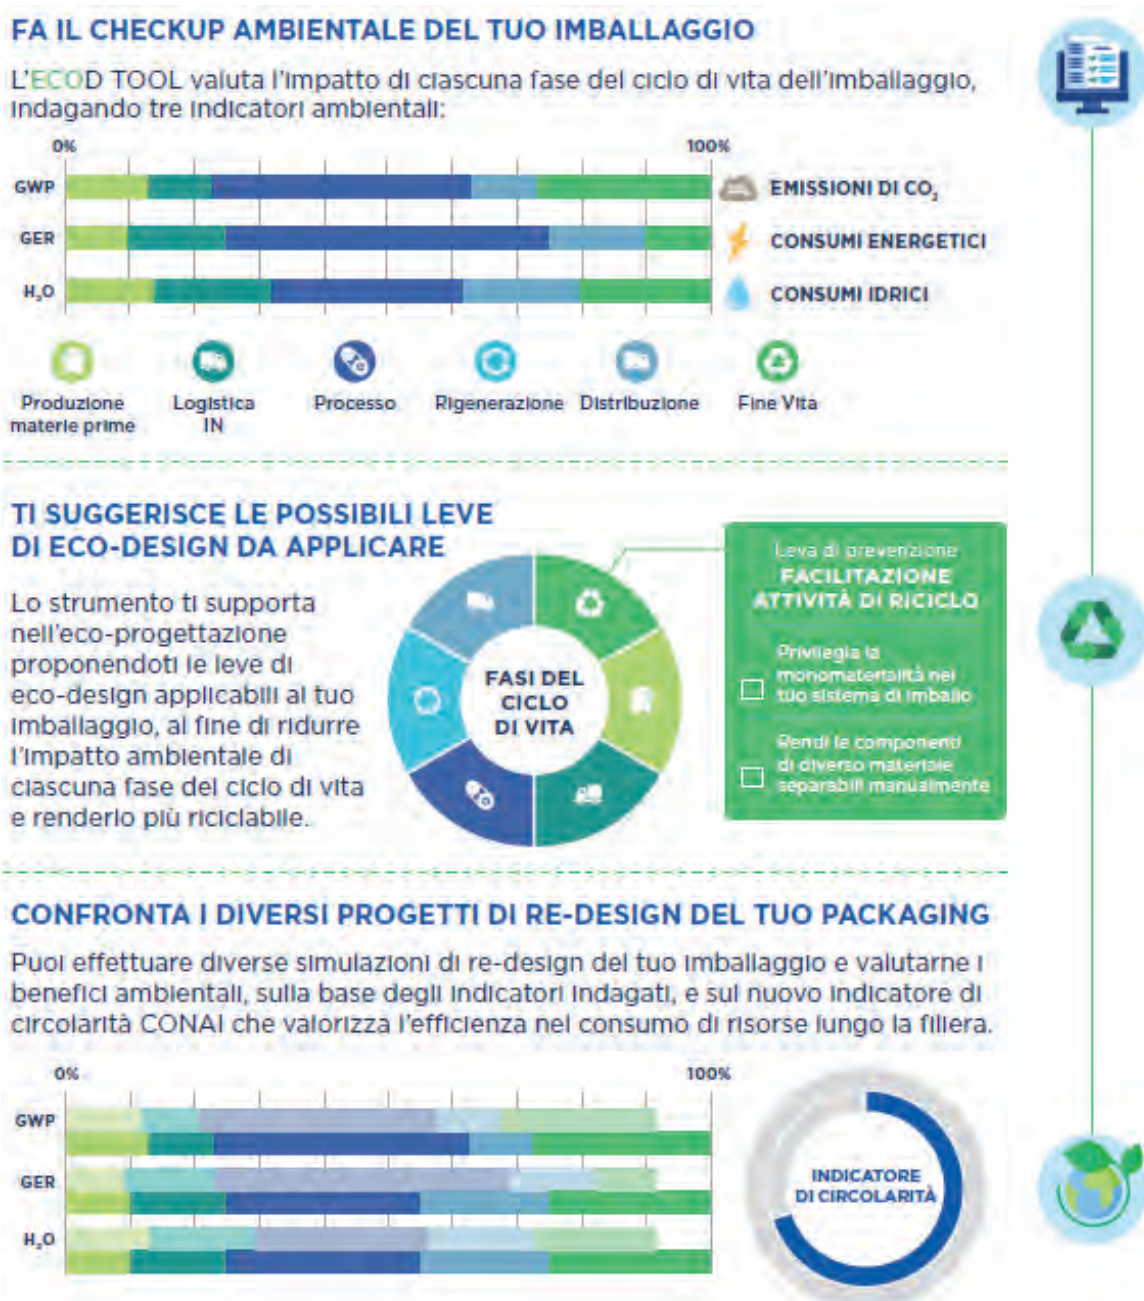 FA IL CHECKUP AMBIENTALE DEL TUO IMBALLAGGIO
L'ECOD TOOL valuta l'impatto di ciascuna fase del ciclo di vita dell'imballaggio,
indagando tre indicatori ambientali:
0% 100%
GWP EMISSIONI DI CO₂
GER CONSUMI ENERGETICI
H₂O CONSUMI IDRICI
Produzione materie prime
Logistica IN
Processo
Rigenerazione
Distribuzione
Fine Vita
TI SUGGERISCE LE POSSIBILI LEVE
DI ECO-DESIGN DA APPLICARE
Lo strumento ti supporta
nell'eco-progettazione
proponendoti le leve di
eco-design applicabili al tuo
imballaggio, al fine di ridurre
l'impatto ambientale di
ciascuna fase del ciclo di vita
e renderlo più riciclabile.
FASI DEL
CICLO
DI VITA
Leva di prevenzione
FACILITAZIONE
ATTIVITÀ DI RICICLO
Privilegia la
monomaterialità nel
tuo sistema di imballo
Rendi le componenti
di diverso materiale
separabili manualmente
CONFRONTA I DIVERSI PROGETTI DI RE-DESIGN DEL TUO PACKAGING
Puoi effettuare diverse simulazioni di re-design del tuo imballaggio e valutarne i
benefici ambientali, sulla base degli indicatori indagati, e sul nuovo indicatore di
circolarità CONAI che valorizza l'efficienza nel consumo di risorse lungo la filiera.
0% 100%
GWP
GER
H₂O
INDICATORE
DI CIRCOLARITÀ